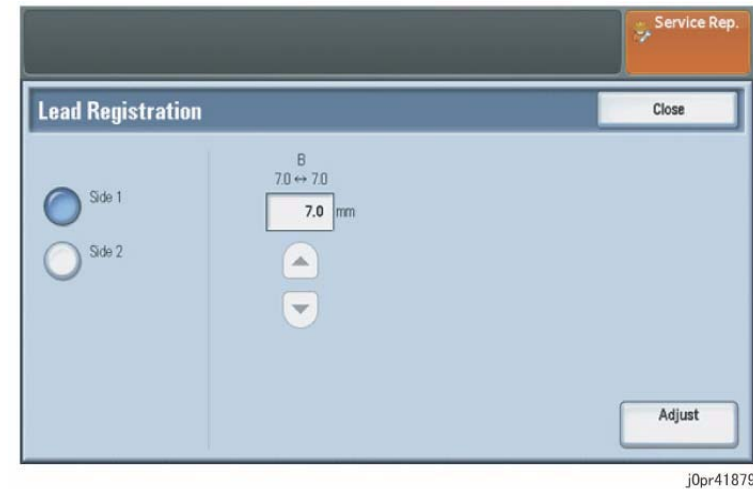 Service Rep.
Lead Registration
Close
Side 1
Side 2
B
7.0 ↔ 7.0
7.0 mm
Adjust
j0pr41879